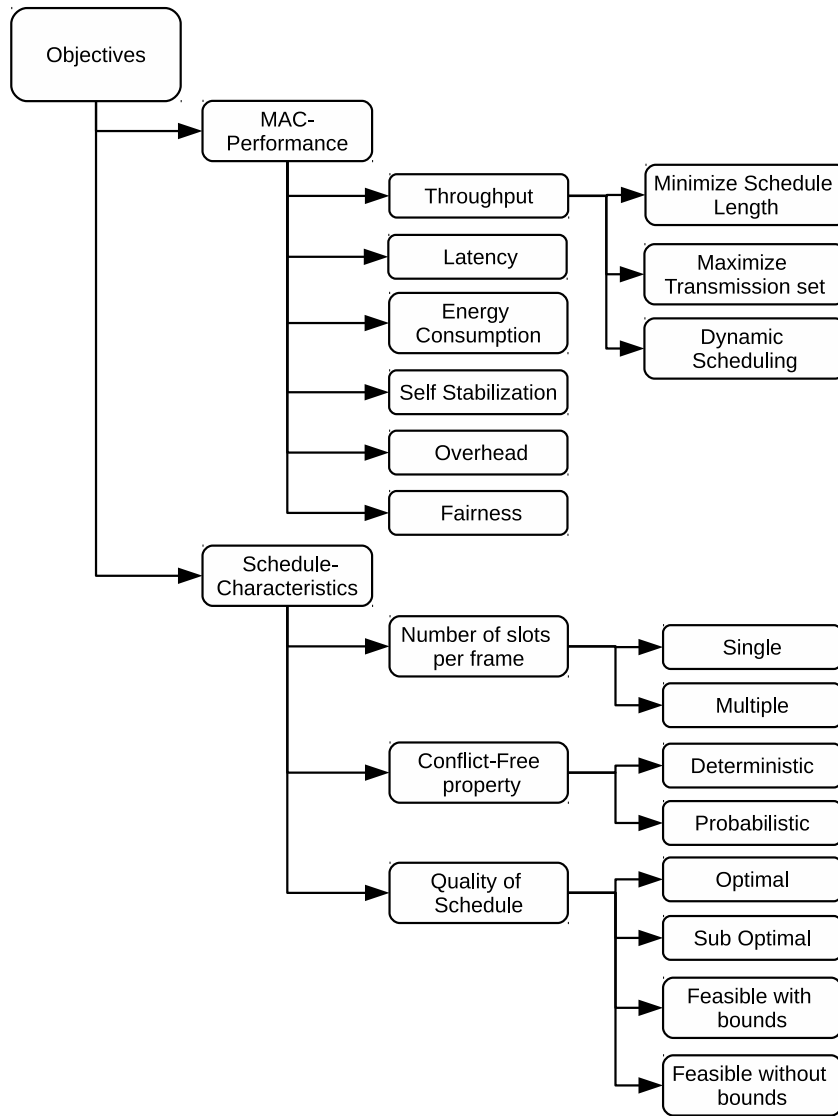 Objectives
MAC-
Performance
Throughput
Minimize Schedule
Length
Maximize
Transmission set
Dynamic
Scheduling
Latency
Energy
Consumption
Self Stabilization
Overhead
Fairness
Schedule-
Characteristics
Number of slots
per frame
Single
Multiple
Conflict-Free
property
Deterministic
Probabilistic
Quality of
Schedule
Optimal
Sub Optimal
Feasible with
bounds
Feasible without
bounds